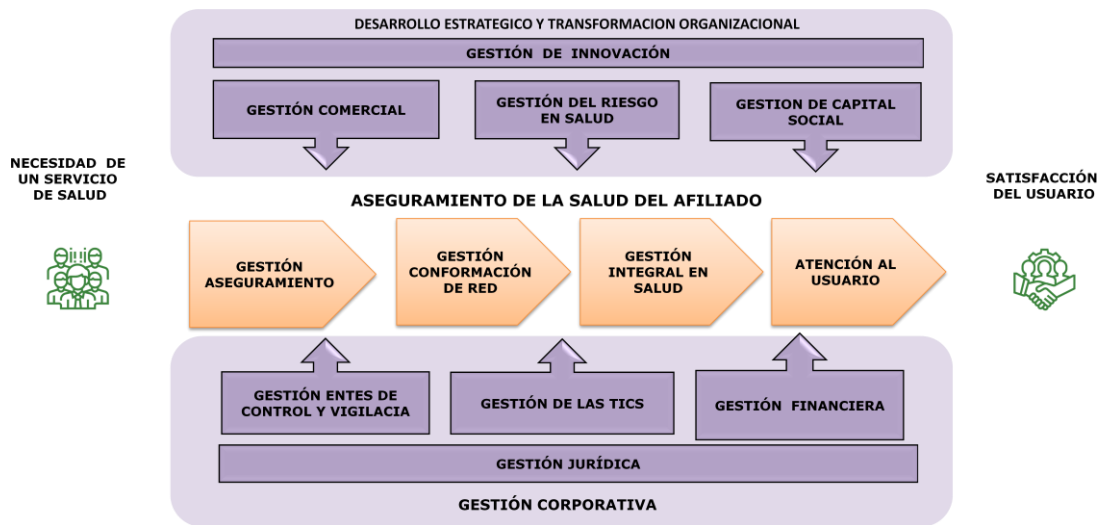 DESARROLLO ESTRATEGICO Y TRANSFORMACION ORGANIZACIONAL
GESTIÓN DE INNOVACIÓN
GESTIÓN COMERCIAL
GESTIÓN DEL RIESGO
EN SALUD
GESTION DE CAPITAL
SOCIAL
NECESIDAD DE
UN SERVICIO
DE SALUD
SATISFACCIÓN
DEL USUARIO
ASEGURAMIENTO DE LA SALUD DEL AFILIADO
GESTIÓN
ASEGURAMIENTO
GESTIÓN
CONFORMACIÓN
DE RED
GESTIÓN
INTEGRAL EN
SALUD
ATENCIÓN AL
USUARIO
GESTIÓN ENTES DE
CONTROL Y VIGILACIA
GESTIÓN DE LAS TICS
GESTIÓN FINANCIERA
GESTIÓN JURÍDICA
GESTIÓN CORPORATIVA